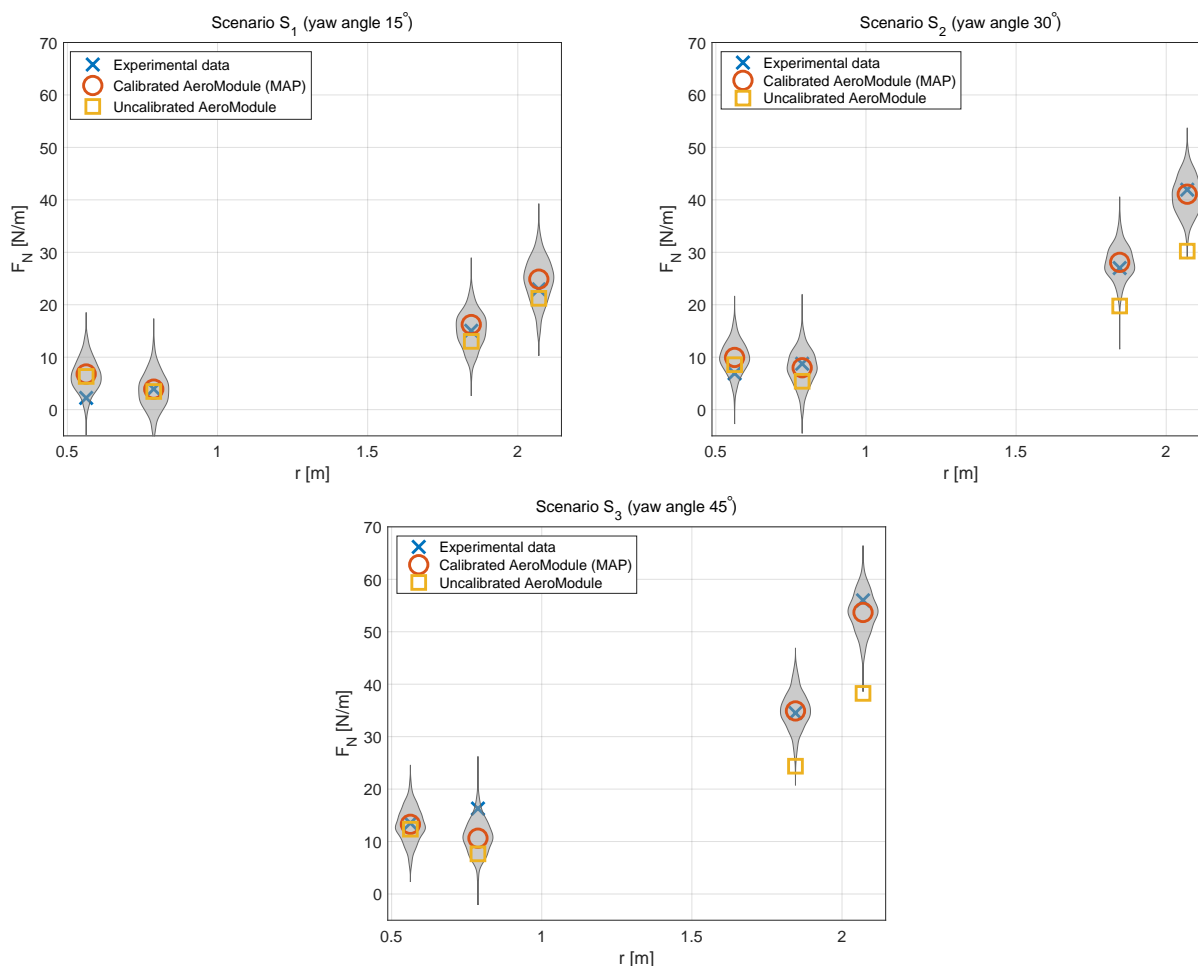 Scenario S1 (yaw angle 15°)
70
60
50
40
30
20
10
0
F_N [N/m]
Experimental data
Calibrated AeroModule (MAP)
Uncalibrated AeroModule
0.5 1 1.5 2
r [m]
Scenario S2 (yaw angle 30°)
70
60
50
40
30
20
10
0
F_N [N/m]
Experimental data
Calibrated AeroModule (MAP)
Uncalibrated AeroModule
0.5 1 1.5 2
r [m]
Scenario S3 (yaw angle 45°)
70
60
50
40
30
20
10
0
F_N [N/m]
Experimental data
Calibrated AeroModule (MAP)
Uncalibrated AeroModule
0.5 1 1.5 2
r [m]